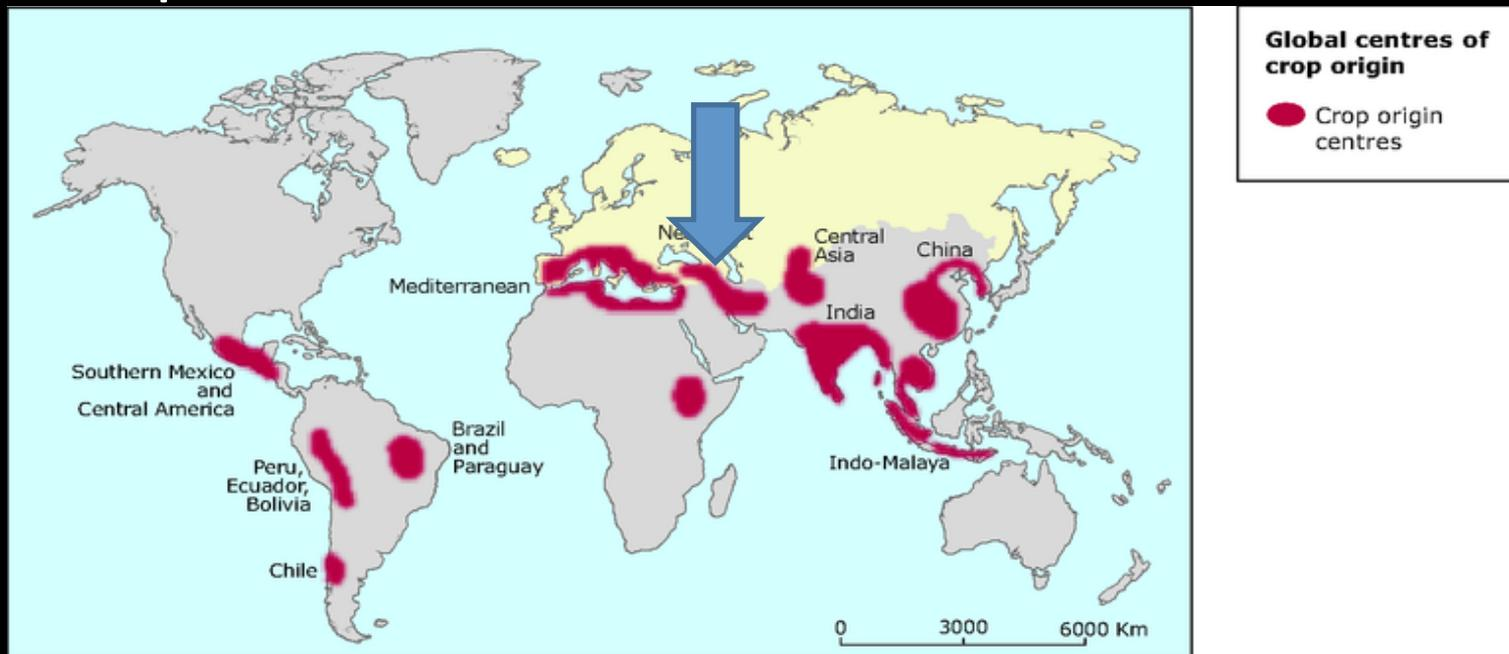 Global centres of
crop origin
Crop origin
centres
Central
Asia
China
Mediterranean
India
Southern Mexico
and
Central America
Brazil
and
Paraguay
Peru,
Ecuador,
Bolivia
Indo-Malaya
Chile
0 3000 6000 Km